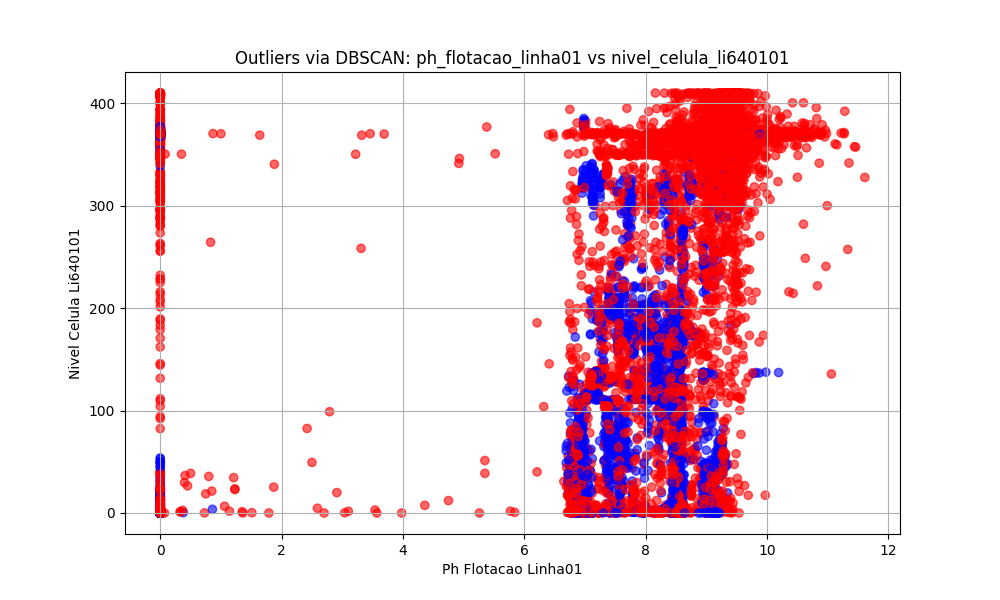 Outliers via DBSCAN: ph_flotacao_linha01 vs nivel_celula_li640101
400
300
200
100
0
Nivel Celula Li640101
0 2 4 6 8 10 12
Ph Flotacao Linha01